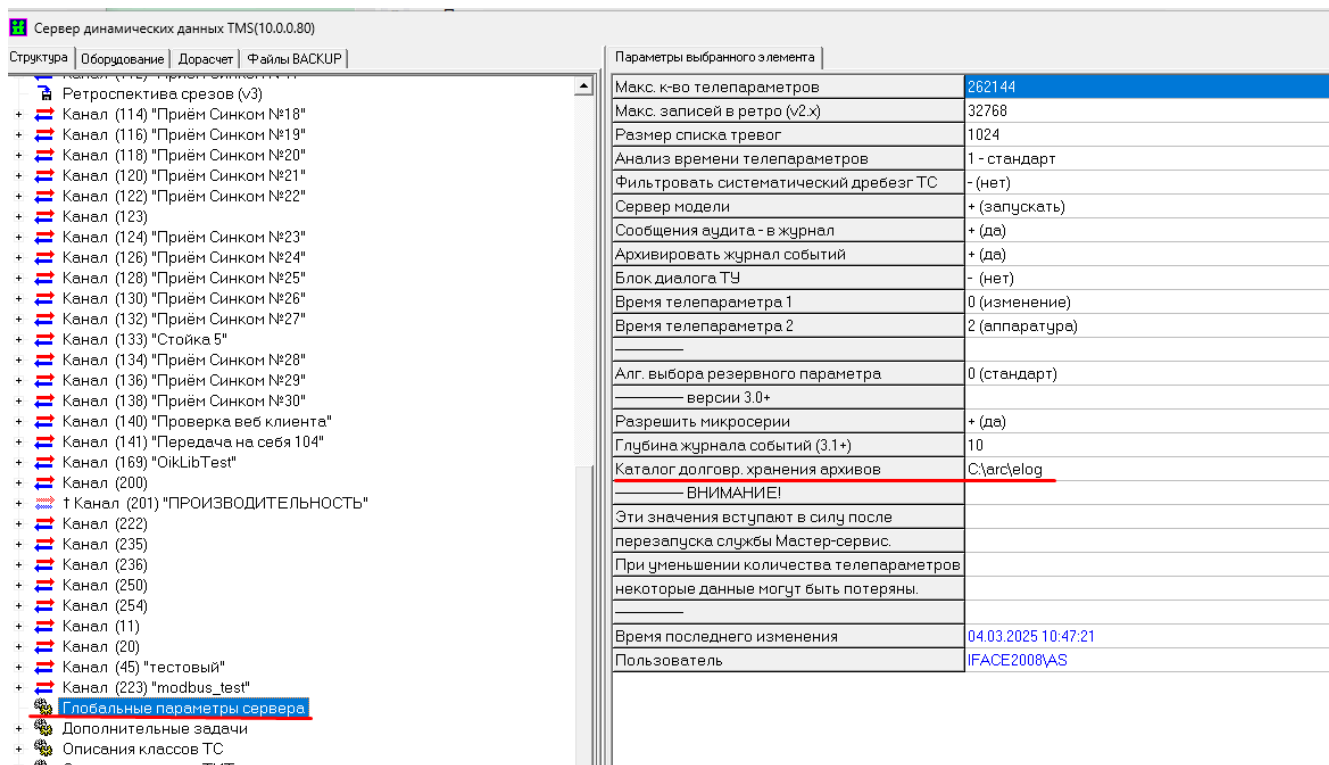 Сервер динамических данных TMS(10.0.0.80)
Структура Оборудование Дорасчет Файлы BACKUP
Ретроспектива срезов (v3)
Канал (114) "Приём Синком №18"
Канал (116) "Приём Синком №19"
Канал (118) "Приём Синком №20"
Канал (120) "Приём Синком №21"
Канал (122) "Приём Синком №22"
Канал (123)
Канал (124) "Приём Синком №23"
Канал (126) "Приём Синком №24"
Канал (128) "Приём Синком №25"
Канал (130) "Приём Синком №26"
Канал (132) "Приём Синком №27"
Канал (133) "Стойка 5"
Канал (134) "Приём Синком №28"
Канал (136) "Приём Синком №29"
Канал (138) "Приём Синком №30"
Канал (140) "Проверка веб клиента"
Канал (141) "Передача на себя 104"
Канал (169) "OikLibTest"
Канал (200)
† Канал (201) "ПРОИЗВОДИТЕЛЬНОСТЬ"
Канал (222)
Канал (235)
Канал (236)
Канал (250)
Канал (254)
Канал (11)
Канал (20)
Канал (45) "тестовый"
Канал (223) "modbus_test"
Глобальные параметры сервера
Дополнительные задачи
Описания классов ТС
Параметры выбранного элемента
Макс. к-во телепараметров 262144
Макс. записей в ретро (v2.x) 32768
Размер списка тревог 1024
Анализ времени телепараметров 1 - стандарт
Фильтровать систематический дребезг ТС - (нет)
Сервер модели + (запускать)
Сообщения аудита - в журнал + (да)
Архивировать журнал событий + (да)
Блок диалога ТУ - (нет)
Время телепараметра 1 0 (изменение)
Время телепараметра 2 2 (аппаратура)
————
Алг. выбора резервного параметра 0 (стандарт)
———— версии 3.0+
Разрешить микросерии + (да)
Глубина журнала событий (3.1+) 10
Каталог долговр. хранения архивов C:\arc\elog
———— ВНИМАНИЕ!
Эти значения вступают в силу после
перезапуска службы Мастер-сервис.
При уменьшении количества телепараметров
некоторые данные могут быть потеряны.
————
Время последнего изменения 04.03.2025 10:47:21
Пользователь IFACE2008\AS